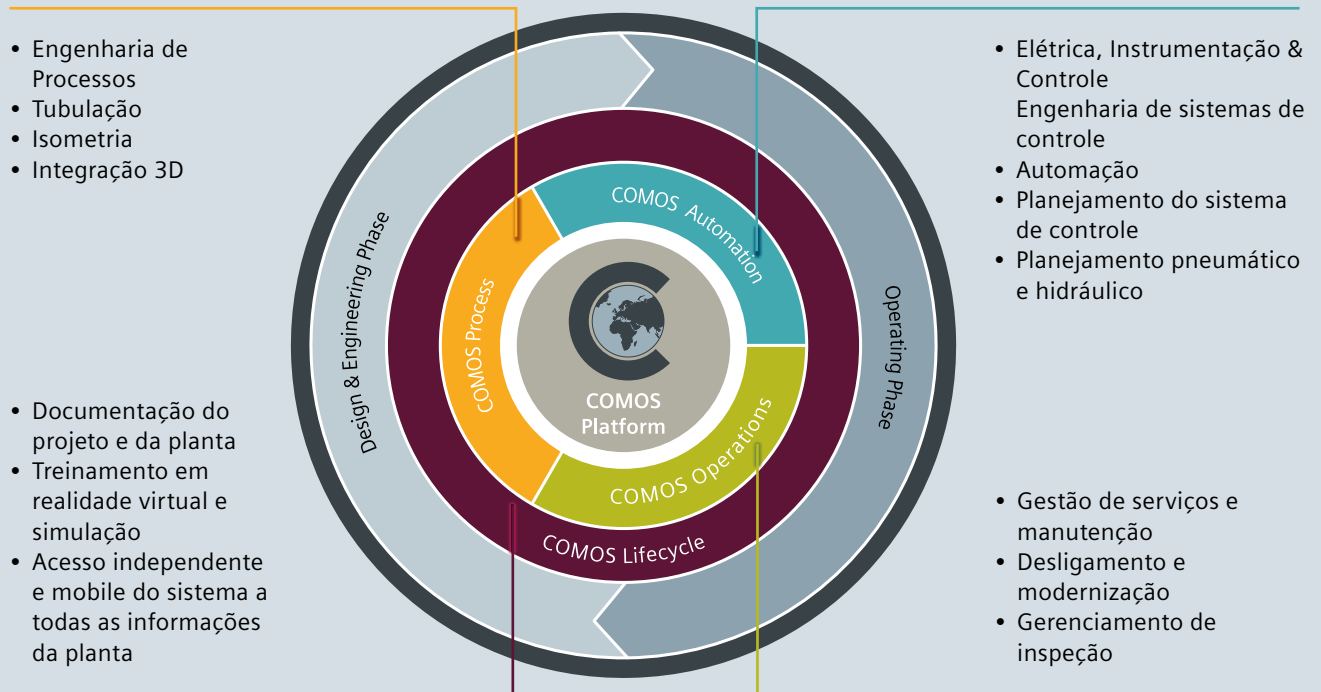 • Engenharia de
Processos
• Tubulação
• Isometria
• Integração 3D
• Elétrica, Instrumentação &
Controle
Engenharia de sistemas de
controle
• Automação
• Planejamento do sistema
de controle
• Planejamento pneumático
e hidráulico
Design & Engineering Phase
Operating Phase
COMOS Process
COMOS Automation
COMOS
Platform
COMOS Operations
COMOS Lifecycle
• Documentação do
projeto e da planta
• Treinamento em
realidade virtual e
simulação
• Acesso independente
e mobile do sistema a
todas as informações
da planta
• Gestão de serviços e
manutenção
• Desligamento e
modernização
• Gerenciamento de
inspeção